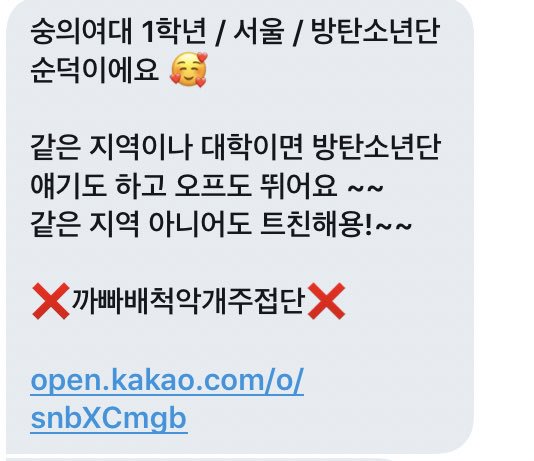 숭의여대 1학년 / 서울 / 방탄소년단
순덕이에요 🥰
같은 지역이나 대학이면 방탄소년단
얘기도 하고 오프도 뛰어요 ~~
같은 지역 아니어도 트친해용!~~
❌까빠배척악개주접단❌
open.kakao.com/o/
snbXCmgb